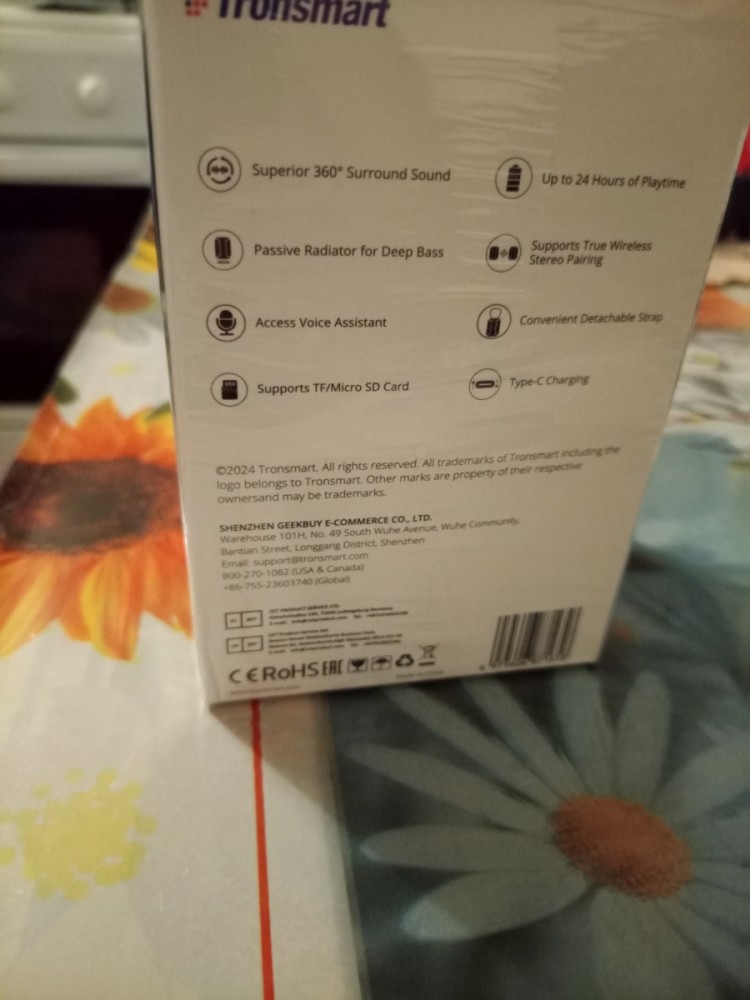 Tronsmart
Superior 360° Surround Sound
Up to 24 Hours of Playtime
Passive Radiator for Deep Bass
Supports True Wireless
Stereo Pairing
Access Voice Assistant
Convenient Detachable Strap
Supports TF/Micro SD Card
Type-C Charging
©2024 Tronsmart. All rights reserved. All trademarks of Tronsmart including the
logo belongs to Tronsmart. Other marks are property of their respective
ownersand may be trademarks.
SHENZHEN GEEKBUY E-COMMERCE CO., LTD.
Warehouse 101H, No. 49 South Wuhe Avenue, Wuhe Community,
Bantian Street, Longgang District, Shenzhen
Email: support@tronsmart.com
800-270-1082 (USA & Canada)
+86-755-23603740 (Global)
CE RoHS EAC
Made in China